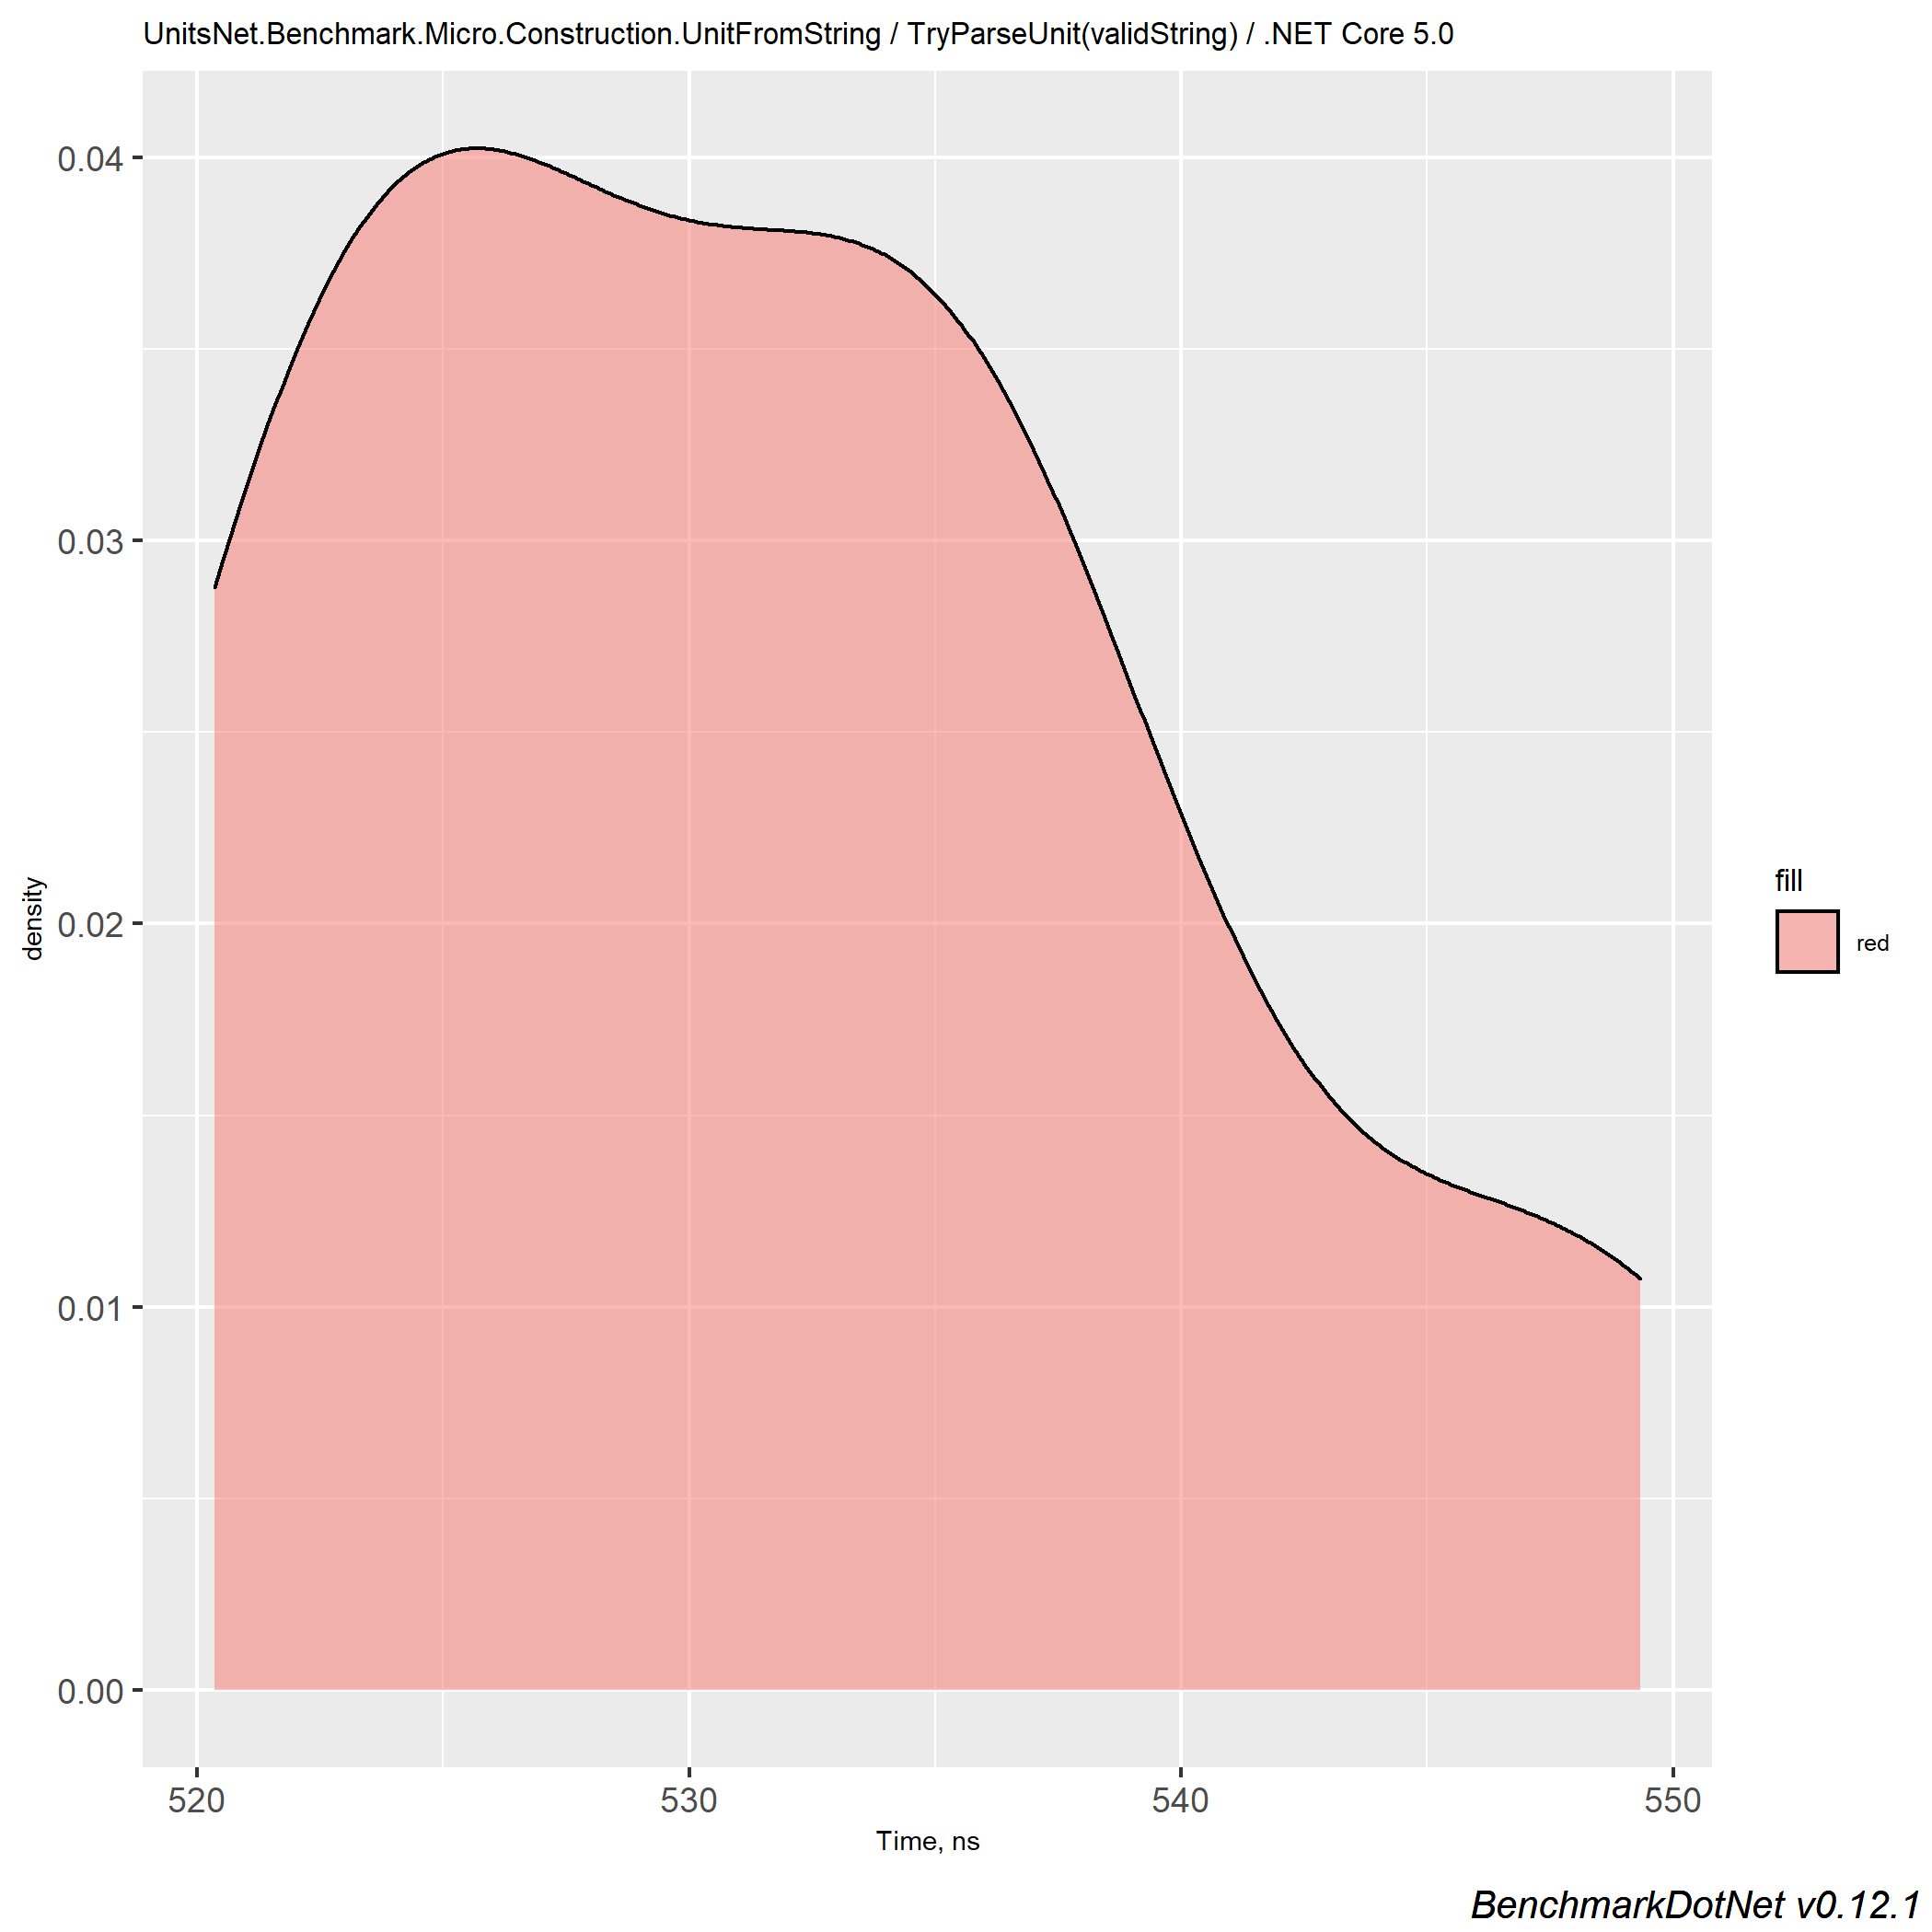 UnitsNet.Benchmark.Micro.Construction.UnitFromString / TryParseUnit(validString) / .NET Core 5.0
0.04
0.03
0.02
0.01
0.00
density
520 530 540 550
Time, ns
fill
red
BenchmarkDotNet v0.12.1